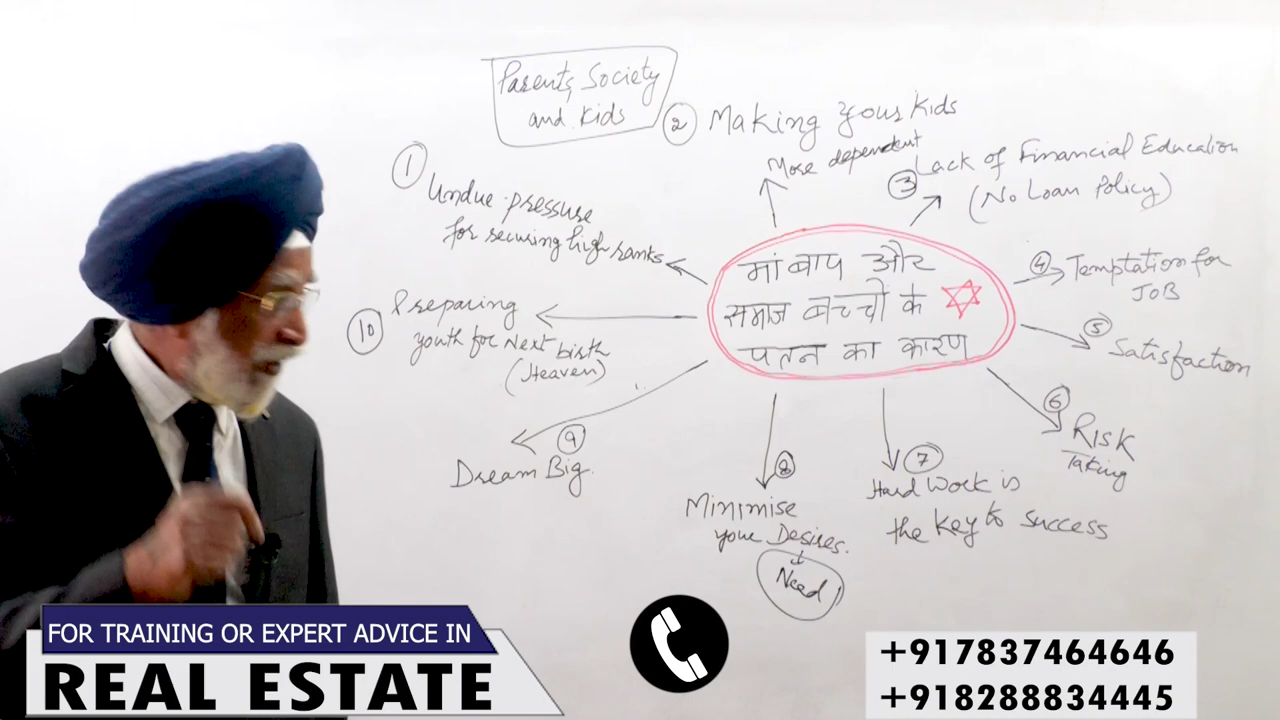 Parents, Society
and Kids
① Undue pressure
for securing high ranks
② Making your Kids
More dependent
③ Lack of Financial Education
(No Loan Policy)
④ Temptation for
JOB
⑤ Satisfaction
⑥ Risk
Taking
⑦ Hard Work is
the Key to Success
⑧ Minimise
your Desires.
Need
⑨ Dream Big.
⑩ Preparing
youth for Next birth
(Heaven)
मां बाप और
समाज बच्चों के
पतन का कारण
FOR TRAINING OR EXPERT ADVICE IN
REAL ESTATE
+917837464646
+918288834445